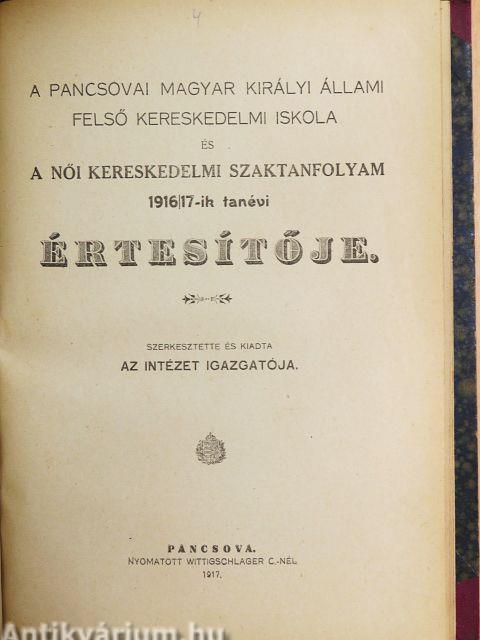 4
A PANCSOVAI MAGYAR KIRÁLYI ÁLLAMI
FELSŐ KERESKEDELMI ISKOLA
ÉS
A NŐI KERESKEDELMI SZAKTANFOLYAM
1916/17-ik tanévi
ÉRTESÍTŐJE.
SZERKESZTETTE ÉS KIADTA
AZ INTÉZET IGAZGATÓJA.
PANCSOVA.
NYOMATOTT WITTIGSCHLAGER C.-NÉL
1917.
Antikvárium.hu